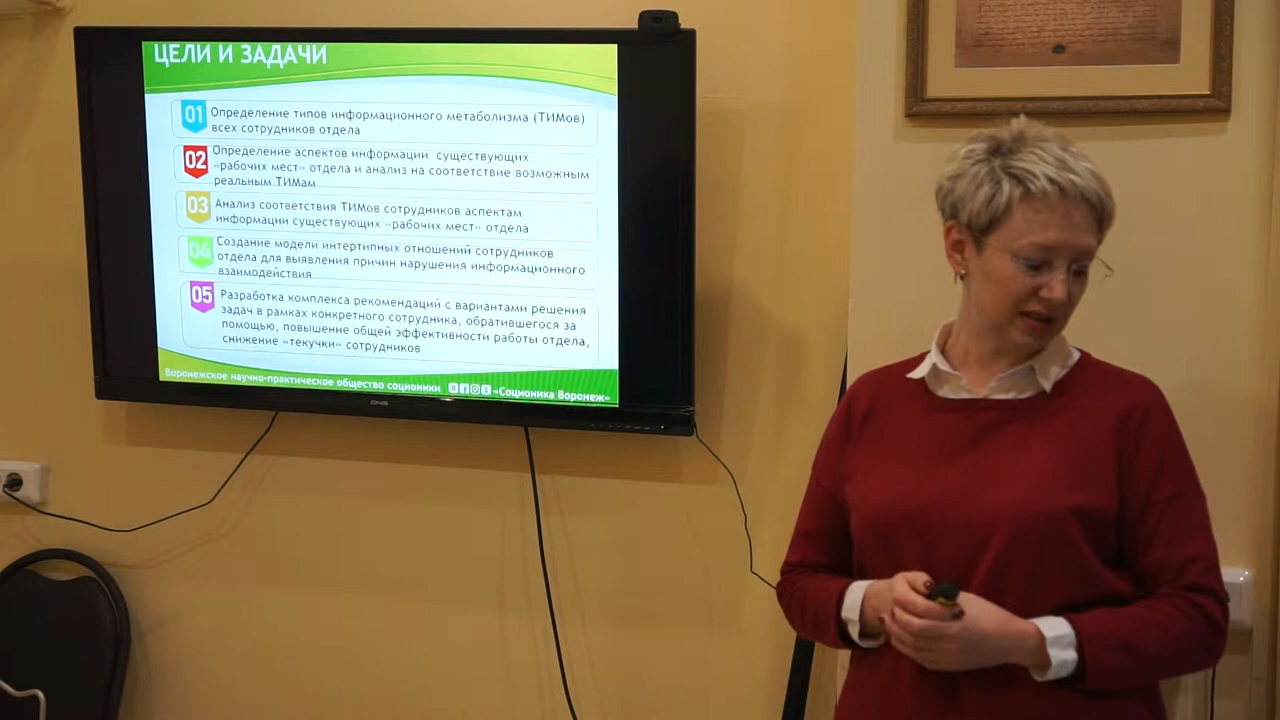 ЦЕЛИ И ЗАДАЧИ
01 Определение типов информационного метаболизма (ТИМов)
всех сотрудников отдела
02 Определение аспектов информации существующих
«рабочих мест» отдела и анализ на соответствие возможным
реальным ТИМам
03 Анализ соответствия ТИМов сотрудников аспектам
информации существующих «рабочих мест» отдела
04 Создание модели интертипных отношений сотрудников
отдела для выявления причин нарушения информационного
взаимодействия
05 Разработка комплекса рекомендаций с вариантами решения
задач в рамках конкретного сотрудника, обратившегося за
помощью, повышение общей эффективности работы отдела,
снижение «текучки» сотрудников
Воронежское научно-практическое общество соционики «Соционика Воронеж»